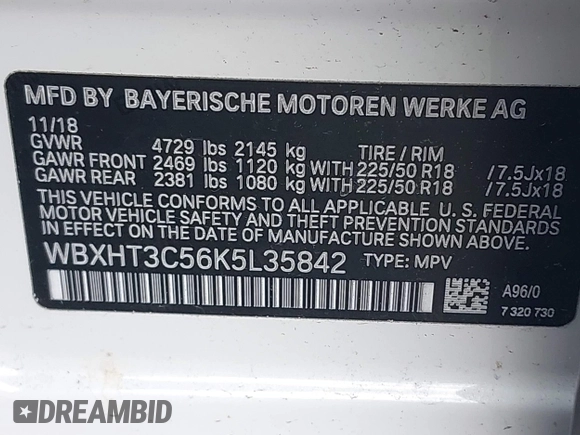 MFD BY BAYERISCHE MOTOREN WERKE AG
11/18
GVWR 4729 lbs 2145 kg TIRE / RIM
GAWR FRONT 2469 lbs 1120 kg WITH 225/50 R18 /7.5Jx18
GAWR REAR 2381 lbs 1080 kg WITH 225/50 R18 /7.5Jx18
THIS VEHICLE CONFORMS TO ALL APPLICABLE U. S. FEDERAL
MOTOR VEHICLE SAFETY AND THEFT PREVENTION STANDARDS
IN EFFECT ON THE DATE OF MANUFACTURE SHOWN ABOVE.
WBXHT3C56K5L35842 TYPE: MPV
A96/0
7 320 730
DREAMBID